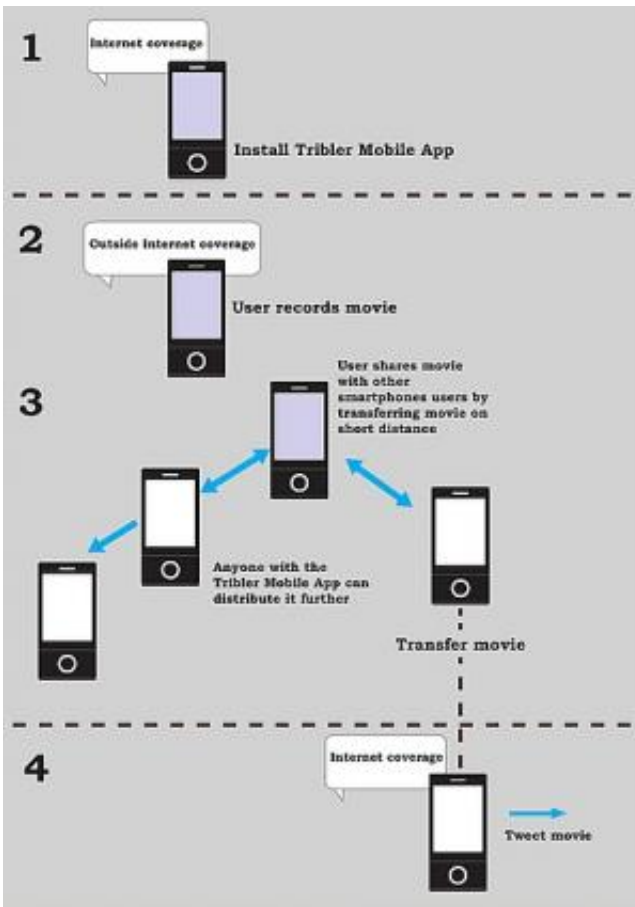 1
Internet coverage
Install Tribler Mobile App
2
Outside Internet coverage
User records movie
3
User shares movie
with other
smartphones users by
transferring movie on
short distance
Anyone with the
Tribler Mobile App can
distribute it further
Transfer movie
4
Internet coverage
Tweet movie